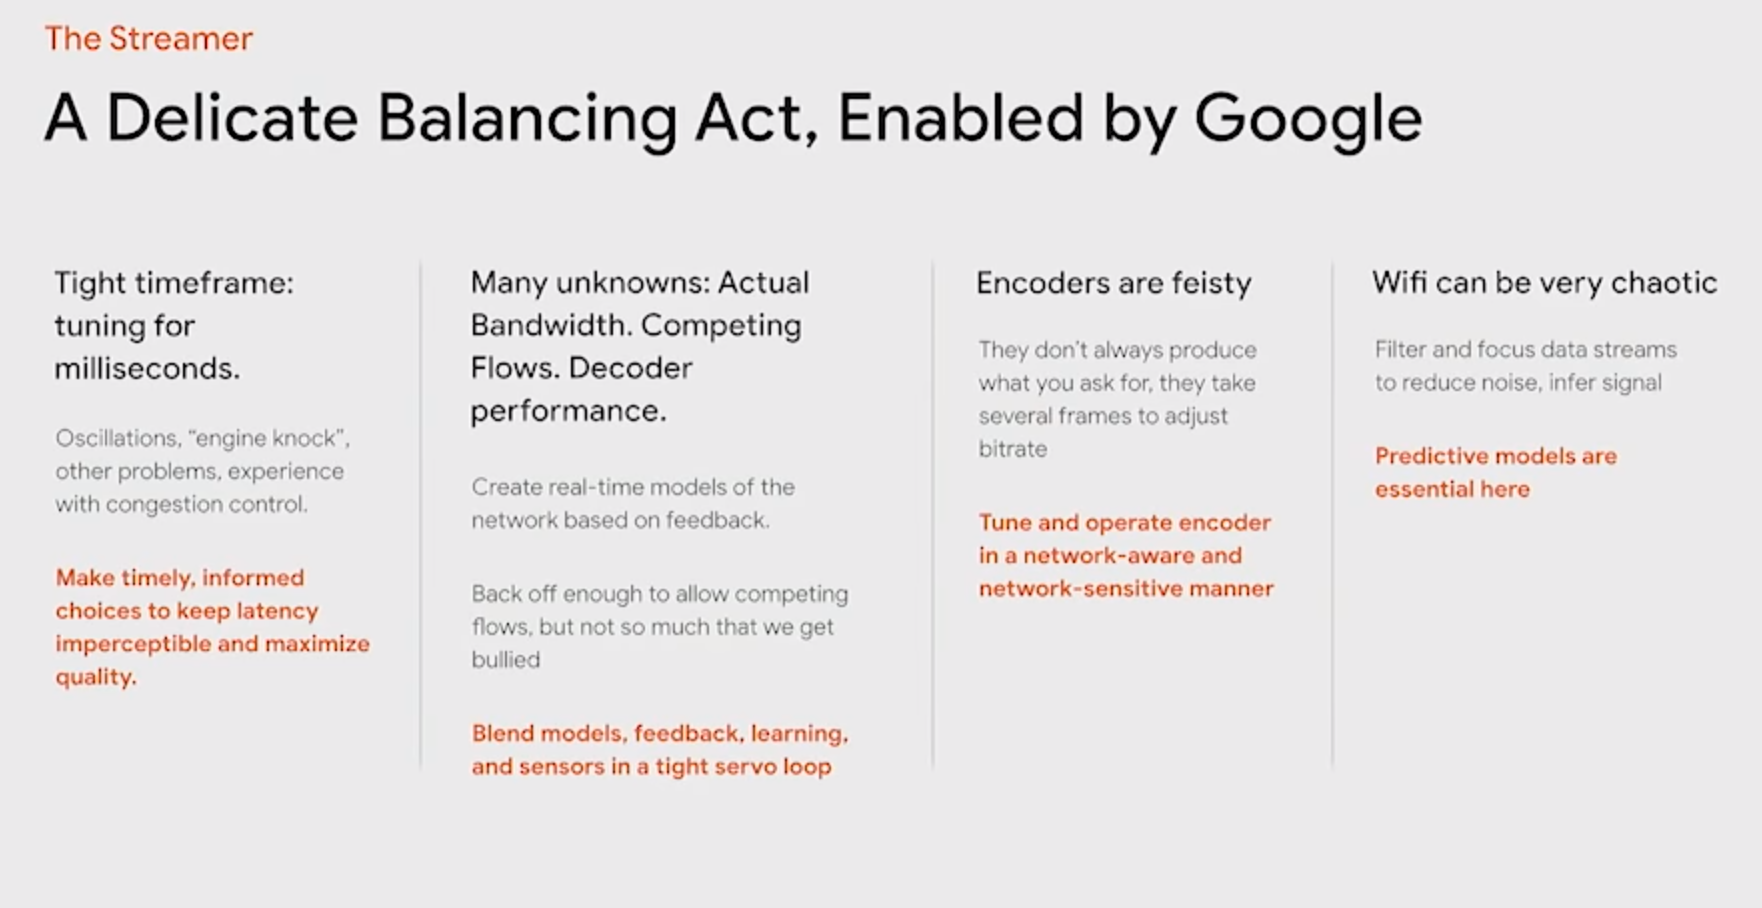 The Streamer
A Delicate Balancing Act, Enabled by Google
Tight timeframe:
tuning for
milliseconds.
Oscillations, “engine knock”,
other problems, experience
with congestion control.
Make timely, informed
choices to keep latency
imperceptible and maximize
quality.
Many unknowns: Actual
Bandwidth. Competing
Flows. Decoder
performance.
Create real-time models of the
network based on feedback.
Back off enough to allow competing
flows, but not so much that we get
bullied
Blend models, feedback, learning,
and sensors in a tight servo loop
Encoders are feisty
They don’t always produce
what you ask for, they take
several frames to adjust
bitrate
Tune and operate encoder
in a network-aware and
network-sensitive manner
Wifi can be very chaotic
Filter and focus data streams
to reduce noise, infer signal
Predictive models are
essential here